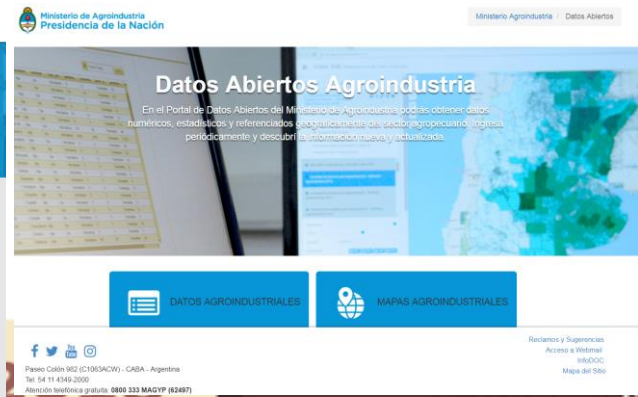 Ministerio de Agroindustria
Presidencia de la Nación
Ministerio Agroindustria / Datos Abiertos
Datos Abiertos Agroindustria
En el Portal de Datos Abiertos del Ministerio de Agroindustria podrás obtener datos
numéricos, estadísticos y referenciados geográficamente del sector agropecuario. Ingresa
periódicamente y descubrí la información nueva y actualizada.
DATOS AGROINDUSTRIALES
MAPAS AGROINDUSTRIALES
You
Tube
Reclamos y Sugerencias
Acceso a Webmail
InfoDOC
Mapa del Sitio
Paseo Colón 982 (C1063ACW) - CABA - Argentina
Tel. 54 11 4349-2000
Atención telefónica gratuita: 0800 333 MAGYP (62497)